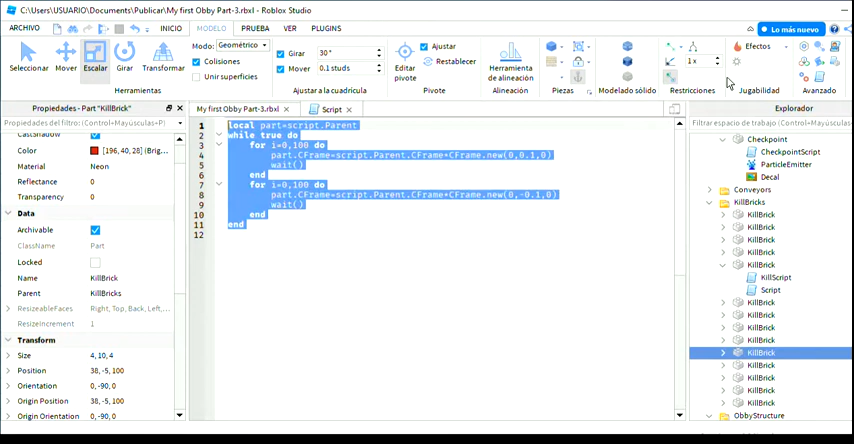 C:\Users\USUARIO\Escritorio\Publicar\My first Obby Part-3.rbxl - Roblox Studio
ARCHIVO
INICIO
MODELO
PRUEBA
VER
PLUGINS
Lo más nuevo
Seleccionar
Mover
Escalar
Girar
Transformar
Herramientas
Modo:
Geométrico
Colisiones
Unir superficies
Girar
30°
Mover
0.1 studs
Ajustar a la cuadrícula
Editar pivote
Ajustar
Restablecer
Pivote
Herramienta de alineación
Alineación
Piezas
Modelado sólido
1 x
Restricciones
Efectos
Jugabilidad
Avanzado
Propiedades - Part "KillBrick"
Propiedades del filtro: (Control+Mayúsculas+P)
CastShadow
Color
[196, 40, 28] (Brig...
Material
Neon
Reflectance
0
Transparency
0
Data
Archivable
ClassName
Part
Locked
Name
KillBrick
Parent
KillBricks
ResizeableFaces
Right, Top, Back, Left,...
ResizeIncrement
1
Transform
Size
4, 10, 4
Position
38, -5, 100
Orientation
0, -90, 0
Origin Position
38, -5, 100
Origin Orientation
0, -90, 0
My first Obby Part-3.rbxl
Script
1 local part=script.Parent
2 while true do
3 for i=0,100 do
4 part.CFrame=script.Parent.CFrame*CFrame.new(0,0.1,0)
5 wait()
6 end
7 for i=0,100 do
8 part.CFrame=script.Parent.CFrame*CFrame.new(0,-0.1,0)
9 wait()
10 end
11 end
12
Explorador
Filtrar espacio de trabajo (Control+Mayúscula...
Checkpoint
CheckpointScript
ParticleEmitter
Decal
Conveyors
KillBricks
KillBrick
KillBrick
KillBrick
KillBrick
KillBrick
KillScript
Script
KillBrick
KillBrick
KillBrick
KillBrick
KillBrick
KillBrick
KillBrick
KillBrick
KillBrick
ObbyStructure